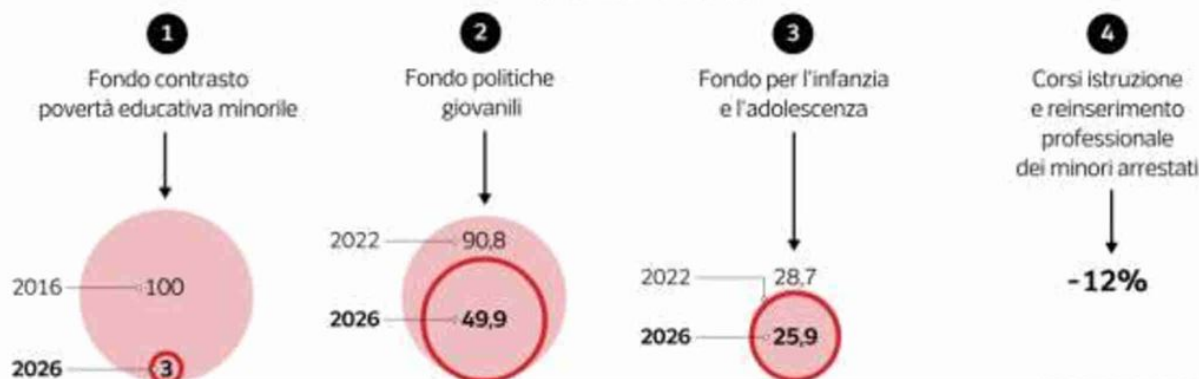 1
Fondo contrasto
povertà educativa minorile
2016
100
2026
3
2
Fondo politiche
giovanili
2022
90,8
2026
49,9
3
Fondo per l'infanzia
e l'adolescenza
2022
28,7
2026
25,9
4
Corsi istruzione
e reinserimento
professionale
dei minori arrestati
-12%